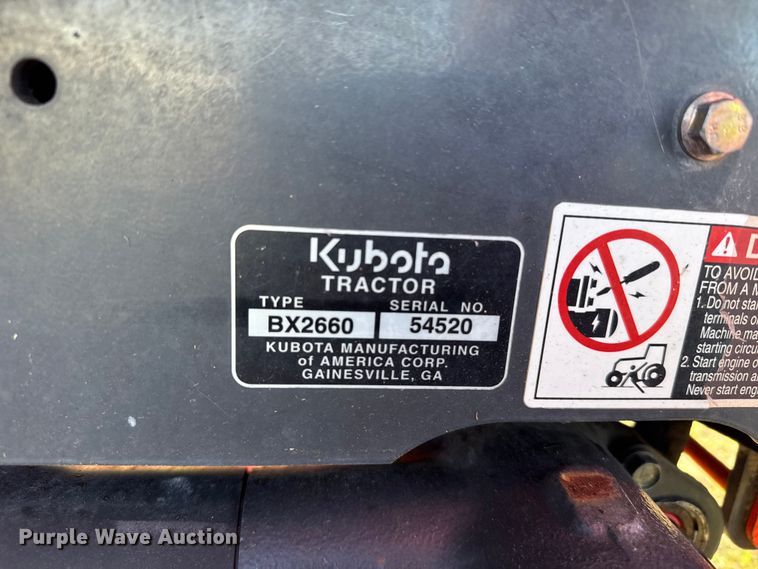 Kubota
TRACTOR
TYPE SERIAL NO.
BX2660 54520
KUBOTA MANUFACTURING
of AMERICA CORP.
GAINESVILLE, GA
TO AVOID
FROM A M
1. Do not sta
terminals o
Machine ma
starting circu
2. Start engine o
transmission a
Never start eng
Purple Wave Auction